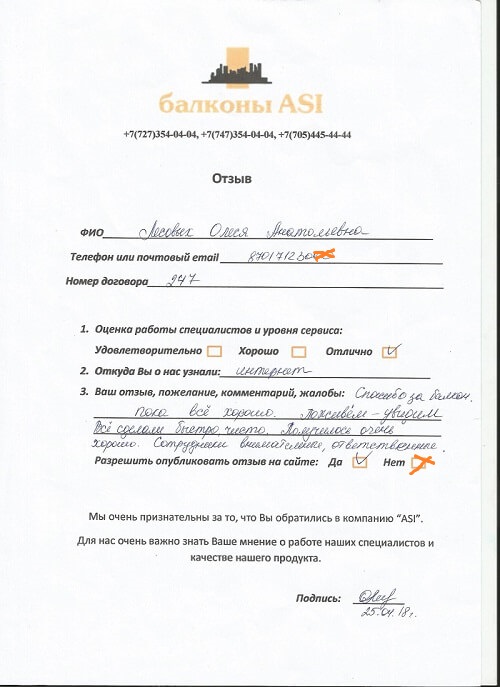 балконы ASI
+7(727)354-04-04, +7(747)354-04-04, +7(705)445-44-44
Отзыв
ФИО Лесовых Олеся Анатольевна
Телефон или почтовый email 8701712
Номер договора 247
1. Оценка работы специалистов и уровня сервиса:
Удовлетворительно Хорошо Отлично
2. Откуда Вы о нас узнали: интернет
3. Ваш отзыв, пожелание, комментарий, жалобы: Спасибо за балкон.
Пока всё хорошо. Поживём – увидим
Всё сделали быстро, чисто. Получилось очень
хорошо. Сотрудники внимательные, ответственные.
Разрешить опубликовать отзыв на сайте: Да Нет
Мы очень признательны за то, что Вы обратились в компанию “ASI”.
Для нас очень важно знать Ваше мнение о работе наших специалистов и
качестве нашего продукта.
Подпись:
25.04.18г.